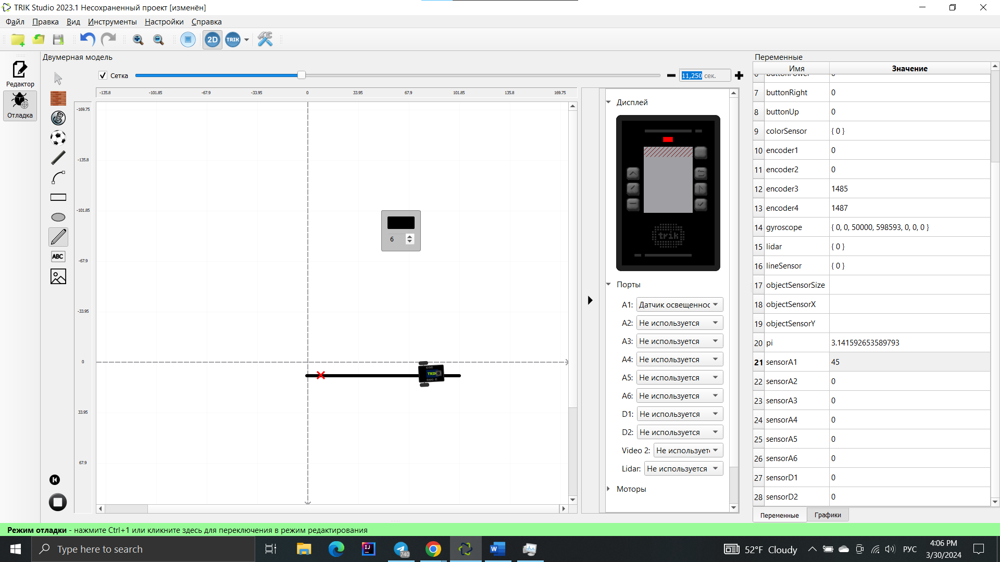 TRIK Studio 2023.1 Несохраненный проект [изменён]
Файл Правка Вид Инструменты Настройки Справка
2D TRIK
Редактор
Отладка
Двумерная модель
Сетка
11,250 сек.
-135.8 -101.85 -67.9 -33.95 0 33.95 67.9 101.85 135.8 169.75
-169.75
-135.8
-101.85
-67.9
-33.95
0
33.95
67.9
ABC
6
TRIK
Дисплей
trik
Порты
A1: Датчик освещеннос
A2: Не используется
A3: Не используется
A4: Не используется
A5: Не используется
A6: Не используется
D1: Не используется
D2: Не используется
Video 2: Не используетс
Lidar: Не используется
Моторы
Переменные
Имя Значение
6 buttonPower 0
7 buttonRight 0
8 buttonUp 0
9 colorSensor { 0 }
10 encoder1 0
11 encoder2 0
12 encoder3 1485
13 encoder4 1487
14 gyroscope { 0, 0, 50000, 598593, 0, 0, 0 }
15 lidar { 0 }
16 lineSensor { 0 }
17 objectSensorSize
18 objectSensorX
19 objectSensorY
20 pi 3.141592653589793
21 sensorA1 45
22 sensorA2 0
23 sensorA3 0
24 sensorA4 0
25 sensorA5 0
26 sensorA6 0
27 sensorD1 0
28 sensorD2 0
Переменные Графики
Режим отладки - нажмите Ctrl+1 или кликните здесь для переключения в режим редактирования
Type here to search
IJ
740
W
52°F Cloudy
РУС
4:06 PM
3/30/2024